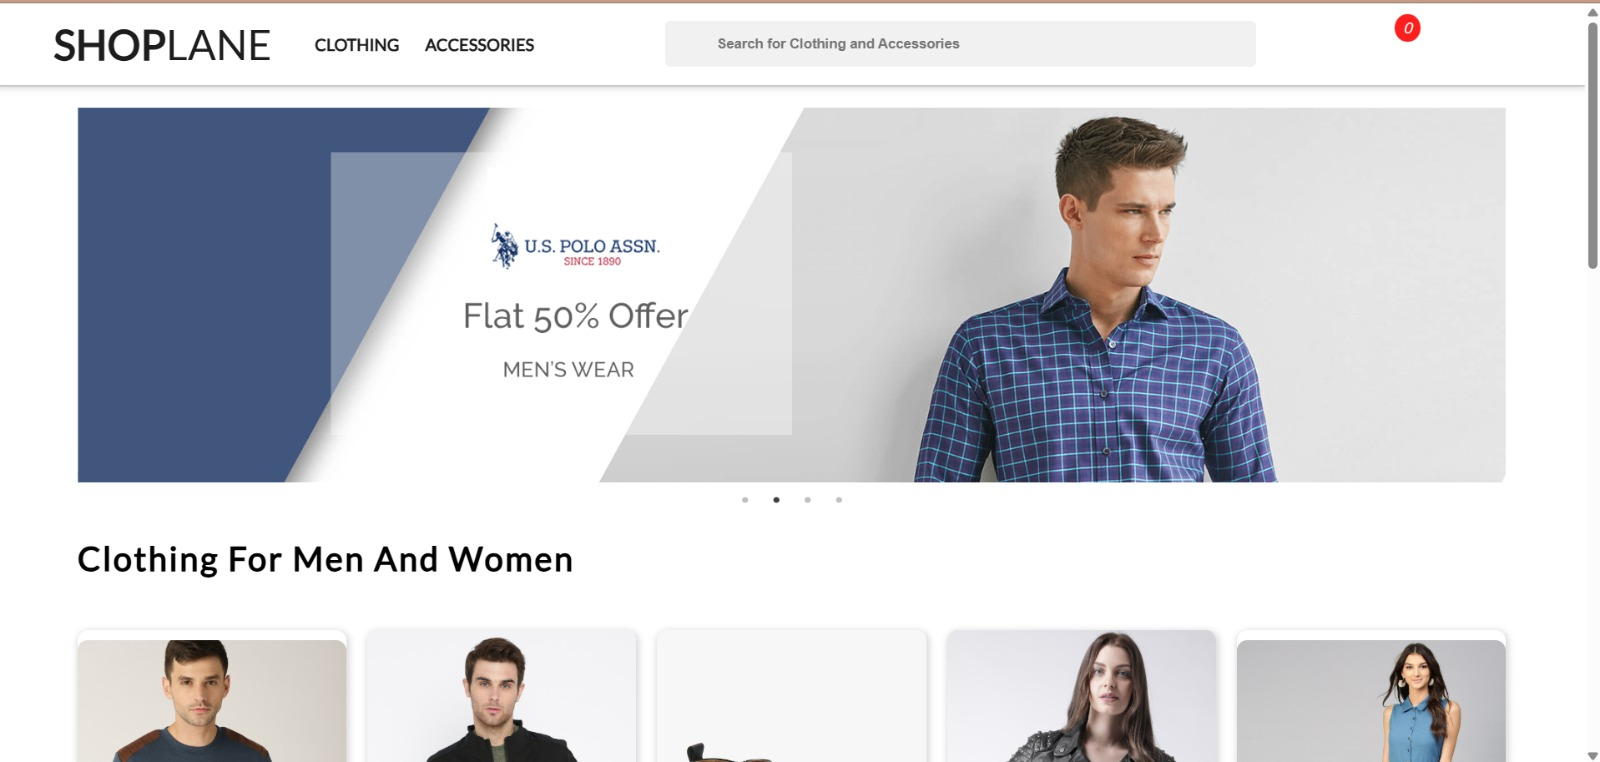 SHOPLANE CLOTHING ACCESSORIES Search for Clothing and Accessories 0
U.S. POLO ASSN.
SINCE 1890
Flat 50% Offer
MEN'S WEAR
Clothing For Men And Women